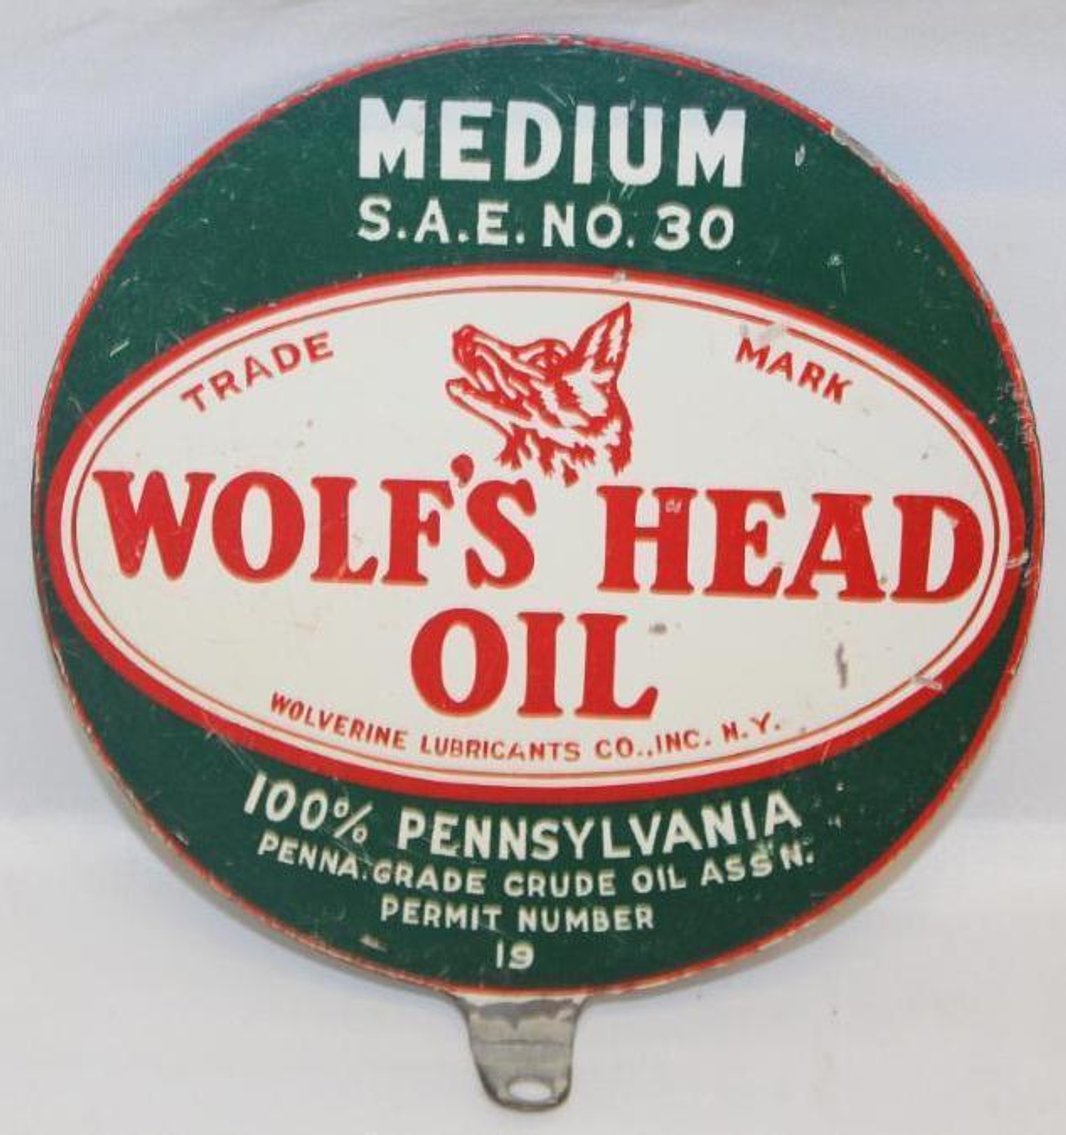 MEDIUM
S.A.E. NO. 30
TRADE MARK
WOLF'S HEAD
OIL
WOLVERINE LUBRICANTS CO., INC. N.Y.
100% PENNSYLVANIA
PENNA. GRADE CRUDE OIL ASS'N.
PERMIT NUMBER
19